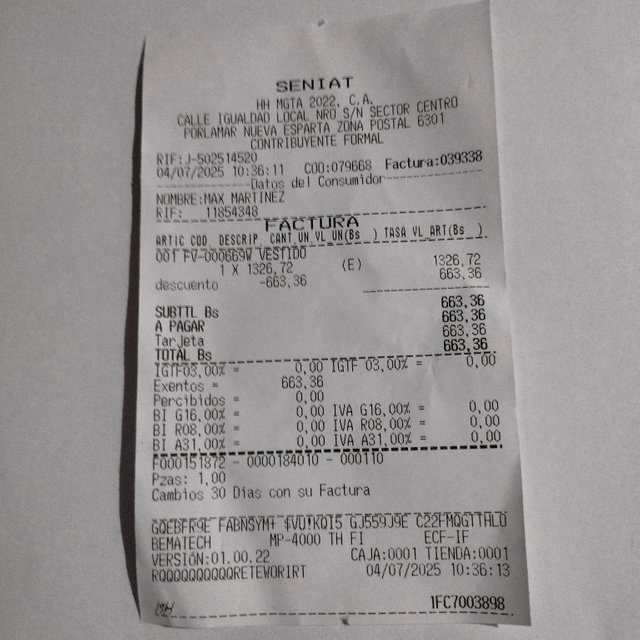 SENIAT
HH MGTA 2022, C.A.
CALLE IGUALDAD LOCAL NRO S/N SECTOR CENTRO
PORLAMAR NUEVA ESPARTA ZONA POSTAL 6301
CONTRIBUYENTE FORMAL
RIF:J-502514520
04/07/2025 10:36:11 COO:079668 Factura:039338
Datos del Consumidor
NOMBRE:MAX MARTINEZ
RIF: 11854348
FACTURA
ARTIC COD DESCRIP CANT UN VL UN(Bs ) TASA VL ART(Bs )
001 FV-000669W VESTIDO
1 X 1326,72 (E) 1326,72
descuento -663,36 663,36
SUBTTL Bs 663,36
A PAGAR 663,36
Tarjeta 663,36
TOTAL Bs 663,36
IGTF03,00% = 0,00 IGTF 03,00% = 0,00
Exentos = 663,36
Percibidos = 0,00
BI G16,00% = 0,00 IVA G16,00% = 0,00
BI R08,00% = 0,00 IVA R08,00% = 0,00
BI A31,00% = 0,00 IVA A31,00% = 0,00
F000151872 - 0000184010 - 000110
Pzas: 1,00
Cambios 30 Días con su Factura
BEMATECH MP-4000 TH FI ECF-IF
VERSIÓN:01.00.22 CAJA:0001 TIENDA:0001
RQQQQQQQQQRETEWORIRT 04/07/2025 10:36:13
1FC7003898